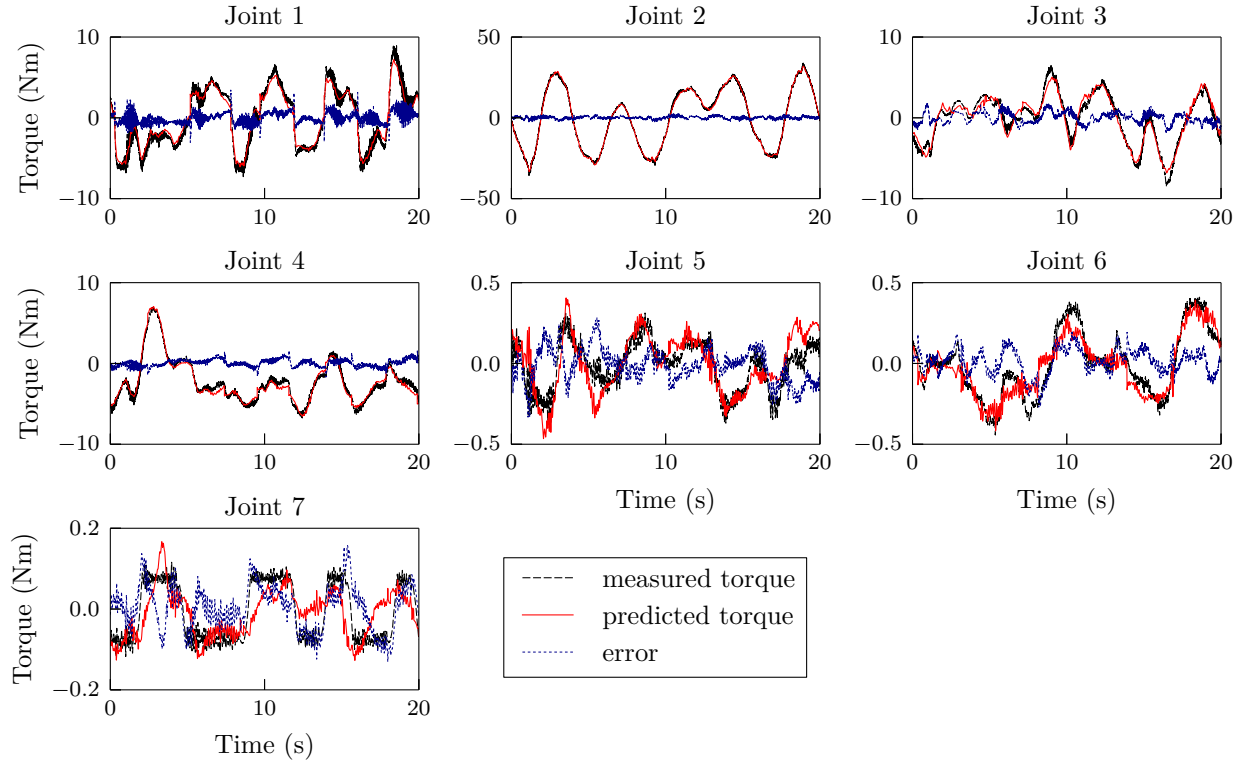 Joint 1
Joint 2
Joint 3
Torque (Nm)
10
0
−10
0
10
20
50
0
−50
0
10
20
10
0
−10
0
10
20
Joint 4
Joint 5
Joint 6
Torque (Nm)
10
0
−10
0
10
20
0.5
0.0
−0.5
0
10
20
Time (s)
0.5
0.0
−0.5
0
10
20
Time (s)
Joint 7
Torque (Nm)
0.2
0.0
−0.2
0
10
20
Time (s)
measured torque
predicted torque
error